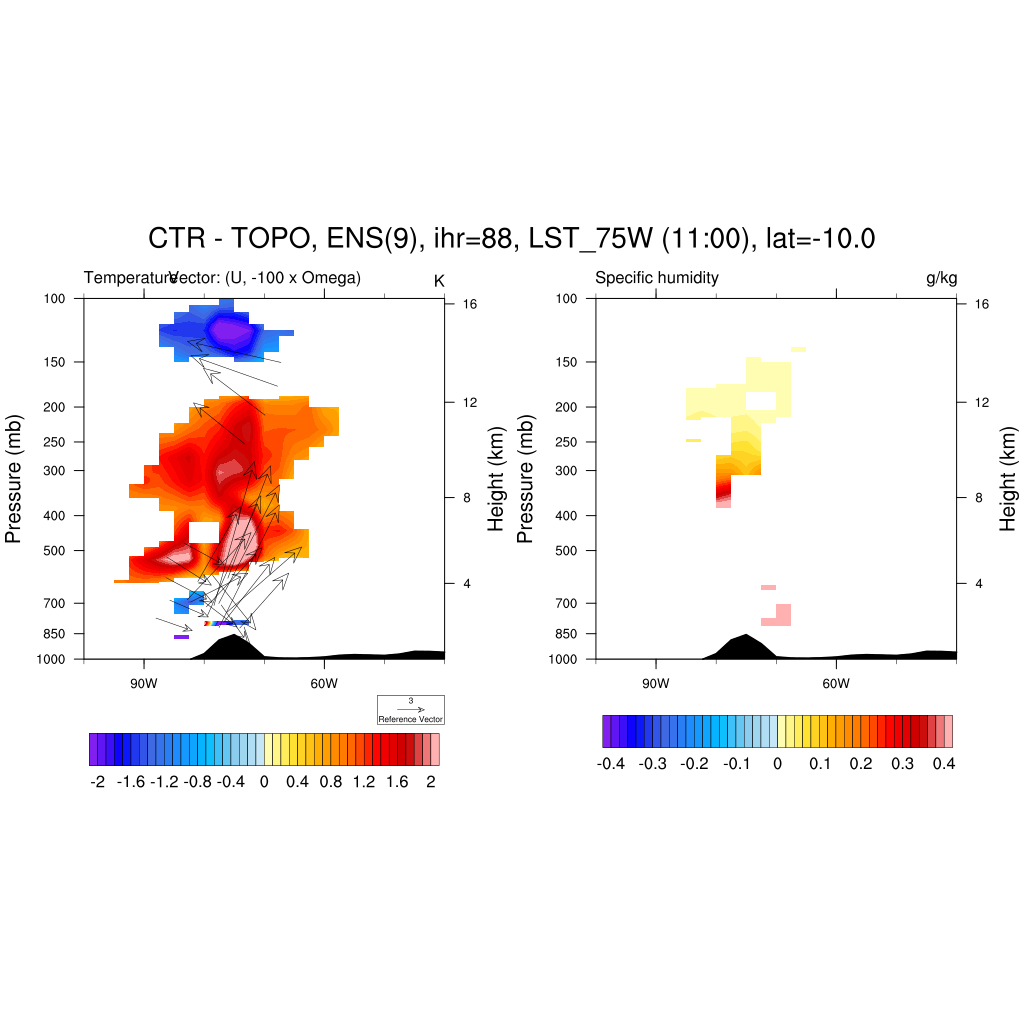 CTR - TOPO, ENS(9), ihr=88, LST_75W (11:00), lat=-10.0
Temperature Vector: (U, -100 x Omega) K
Specific humidity g/kg
Pressure (mb)
100
150
200
250
300
400
500
700
850
1000
16
12
8
4
Height (km)
90W 60W
3
Reference Vector
-2 -1.6 -1.2 -0.8 -0.4 0 0.4 0.8 1.2 1.6 2
Pressure (mb)
100
150
200
250
300
400
500
700
850
1000
16
12
8
4
Height (km)
90W 60W
-0.4 -0.3 -0.2 -0.1 0 0.1 0.2 0.3 0.4